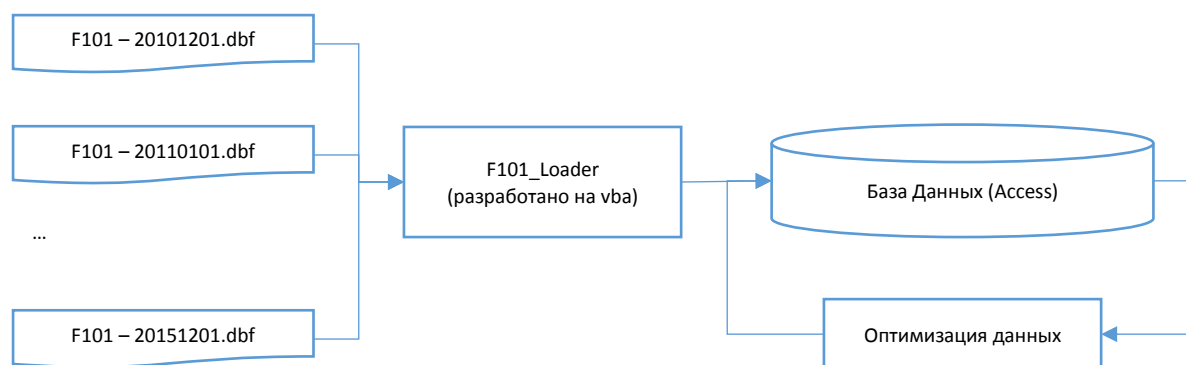 F101 – 20101201.dbf
F101 – 20110101.dbf
...
F101 – 20151201.dbf
F101_Loader
(разработано на vba)
База Данных (Access)
Оптимизация данных